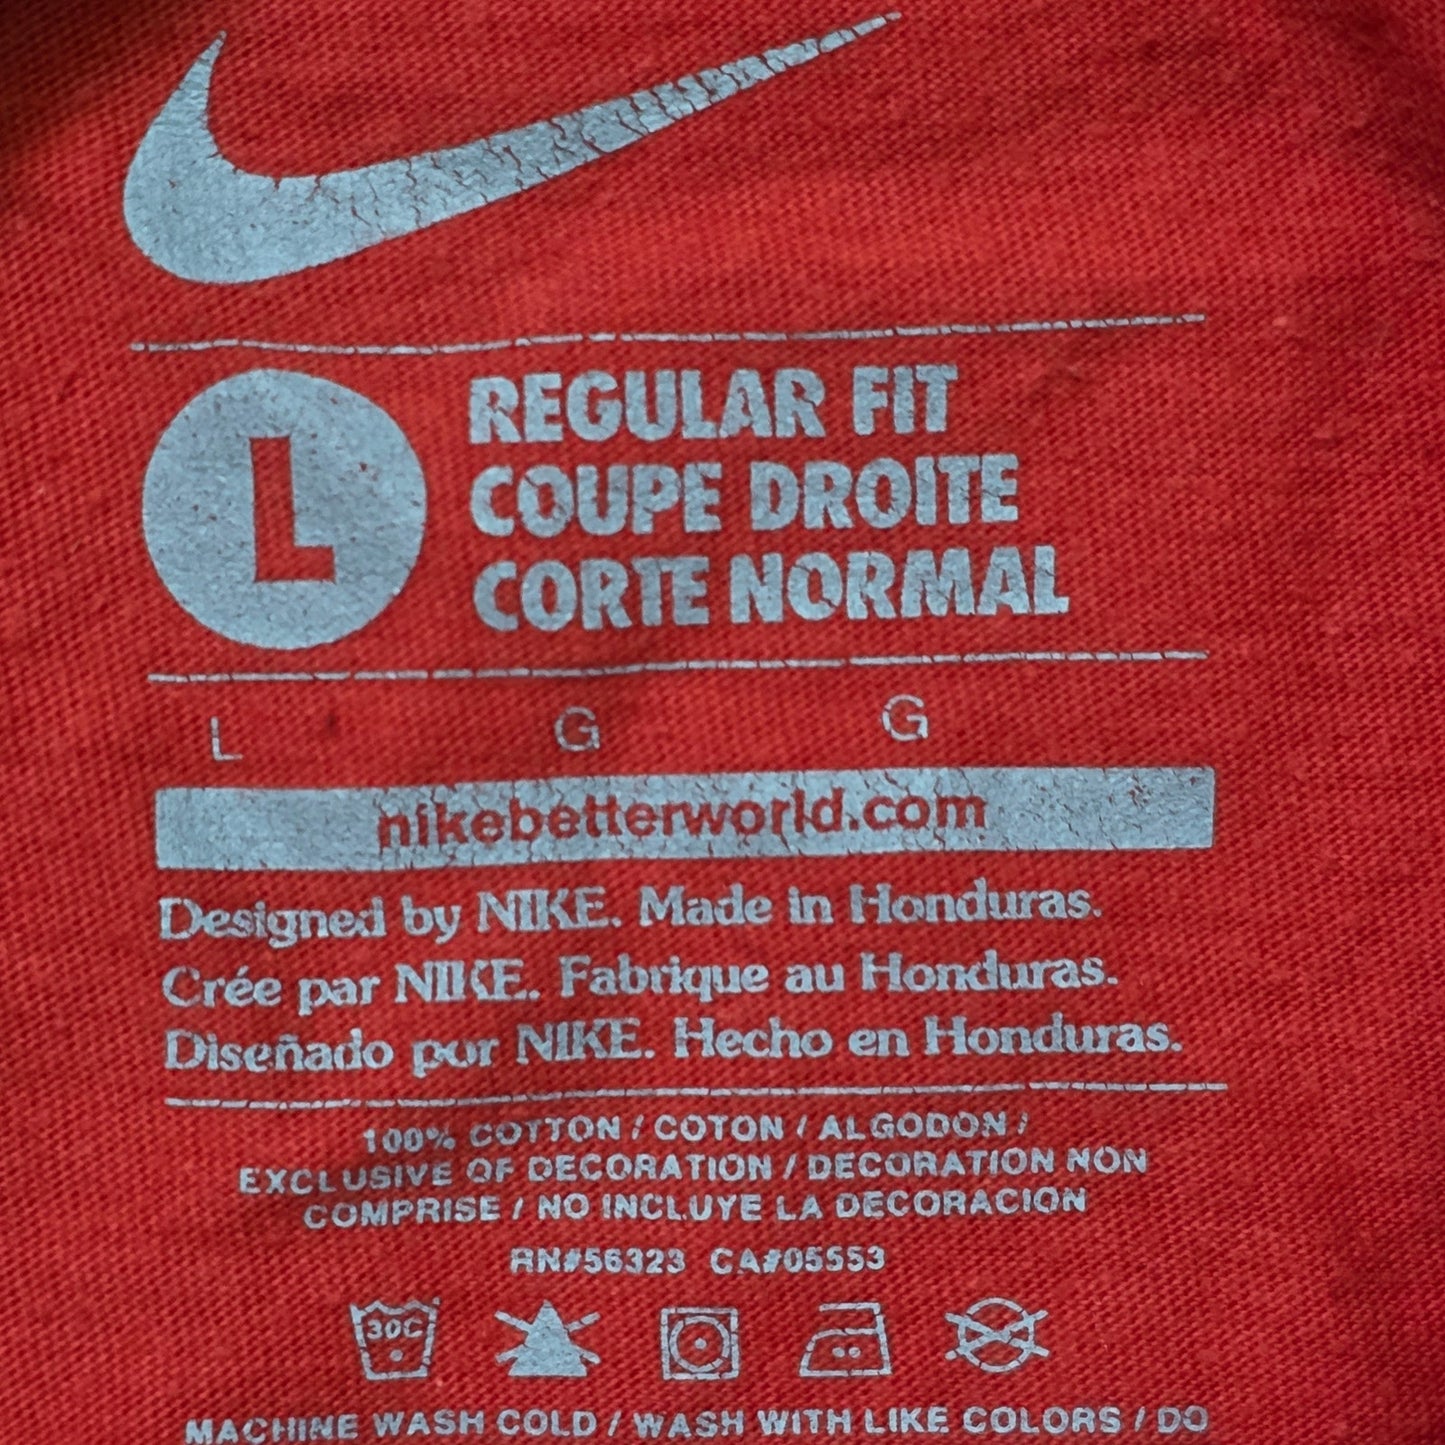 L
REGULAR FIT
COUPE DROITE
CORTE NORMAL
L G G
nikebetterworld.com
Designed by NIKE. Made in Honduras.
Crée par NIKE. Fabrique au Honduras.
Diseñado por NIKE. Hecho en Honduras.
100% COTTON / COTON / ALGODON /
EXCLUSIVE OF DECORATION / DECORATION NON
COMPRISE / NO INCLUYE LA DECORACION
RN#56323 CA#05553
30C
MACHINE WASH COLD / WASH WITH LIKE COLORS / DO